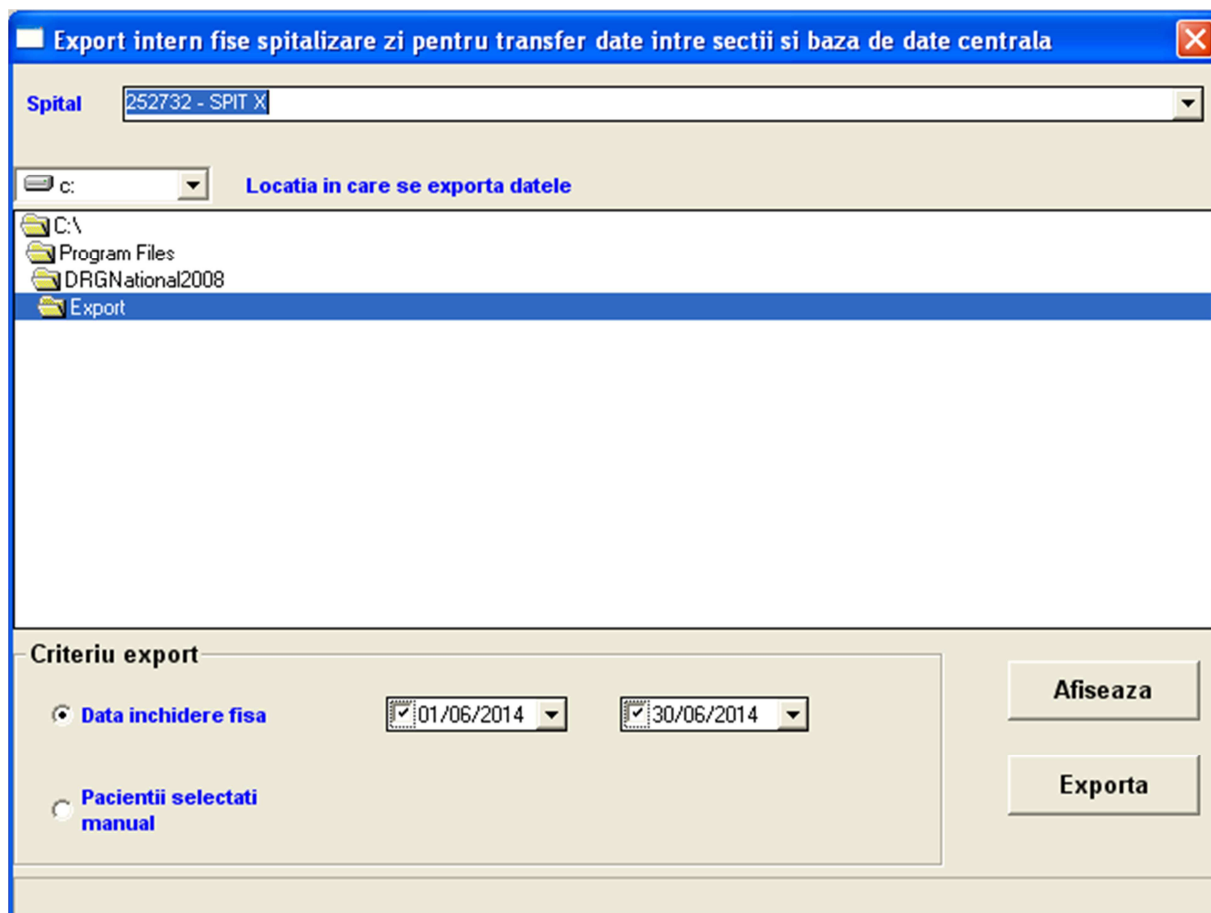 Export intern fise spitalizare zi pentru transfer date intre sectii si baza de date centrala
Spital
252732 - SPIT X
c:
Locatia in care se exporta datele
C:\
Program Files
DRGNational2008
Export
Criteriu export
Data inchidere fisa
01/06/2014
30/06/2014
Pacientii selectati
manual
Afiseaza
Exporta